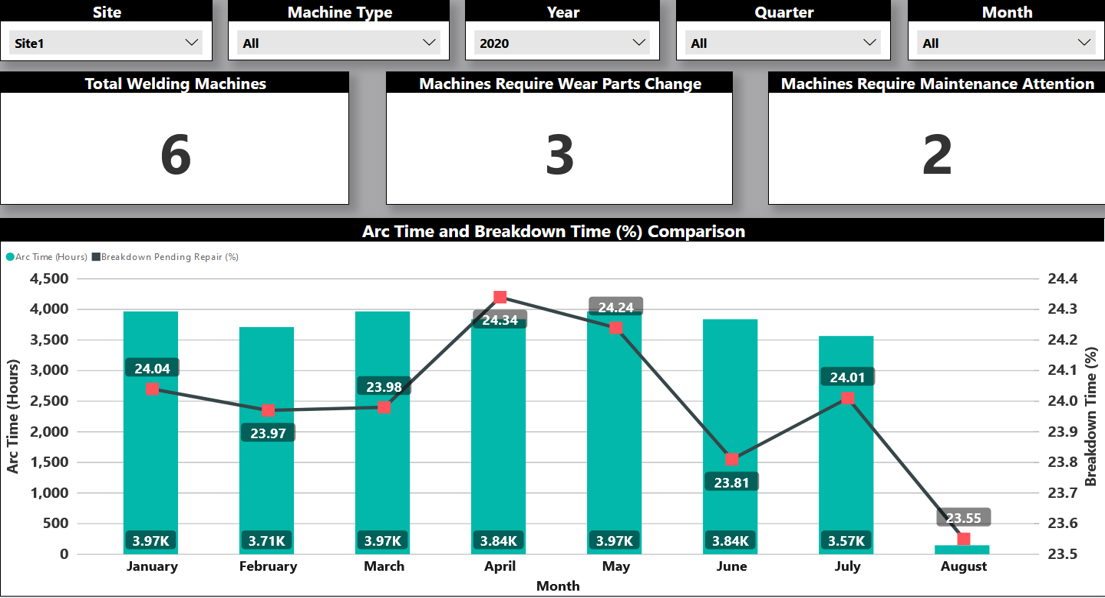 Site Machine Type Year Quarter Month
Site1 All 2020 All All
Total Welding Machines Machines Require Wear Parts Change Machines Require Maintenance Attention
6 3 2
Arc Time and Breakdown Time (%) Comparison
Arc Time (Hours) Breakdown Pending Repair (%)
4,500 24.4
4,000 24.3
3,500 24.2
3,000 24.1
2,500 24.0
2,000 23.9
1,500 23.8
1,000 23.7
500 23.6
0 23.5
Arc Time (Hours)
Breakdown Time (%)
24.04 23.97 23.98 24.34 24.24 23.81 24.01 23.55
3.97K 3.71K 3.97K 3.84K 3.97K 3.84K 3.57K
January February March April May June July August
Month